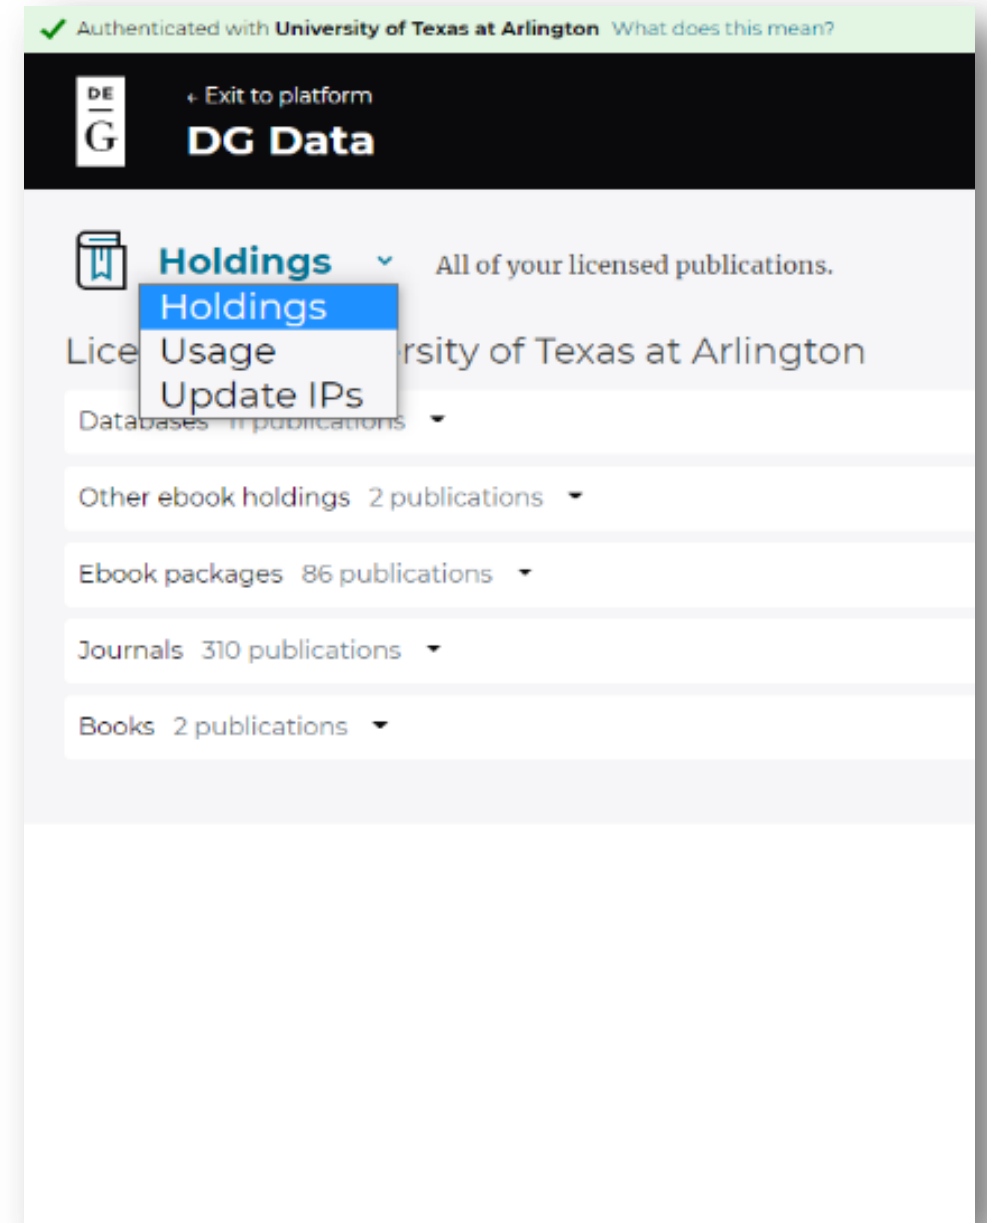 Authenticated with University of Texas at Arlington What does this mean?
DE
G
← Exit to platform
DG Data
Holdings All of your licensed publications.
Holdings
Usage
Update IPs
rsity of Texas at Arlington
Databases 11 publications
Other ebook holdings 2 publications
Ebook packages 86 publications
Journals 310 publications
Books 2 publications